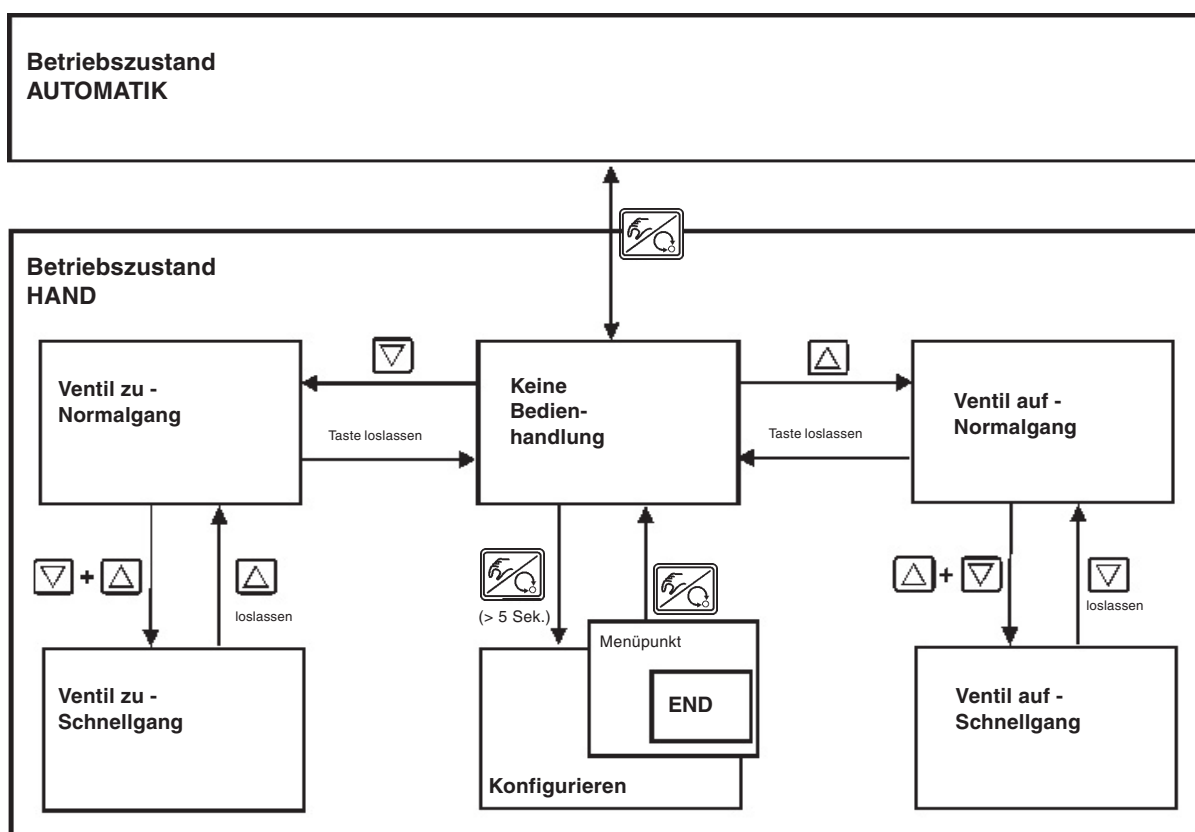 Betriebszustand
AUTOMATIK
Betriebszustand
HAND
Ventil zu -
Normalgang
Taste loslassen
Keine
Bedien-
handlung
Taste loslassen
Ventil auf -
Normalgang
+
loslassen
(> 5 Sek.)
+
loslassen
Ventil zu -
Schnellgang
Menüpunkt
END
Konfigurieren
Ventil auf -
Schnellgang